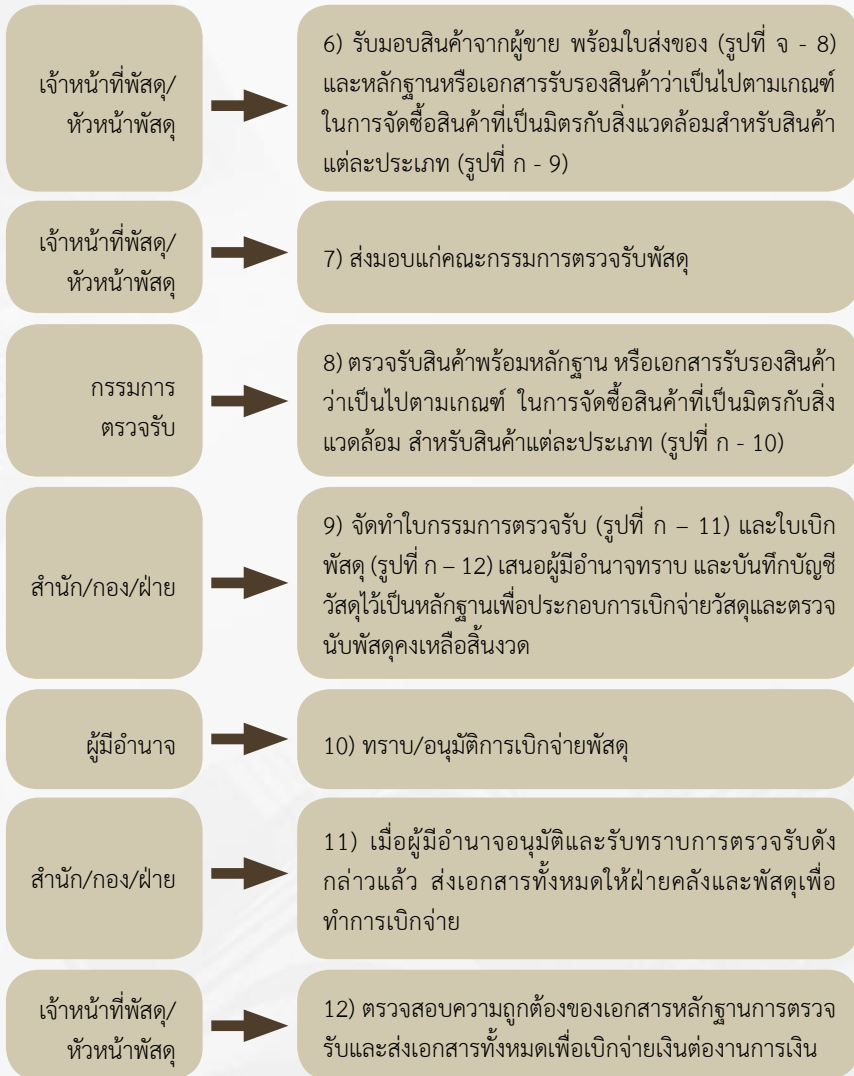 เจ้าหน้าที่พัสดุ/
หัวหน้าพัสดุ
6) รับมอบสินค้าจากผู้ขาย พร้อมใบส่งของ (รูปที่ จ - 8)
และหลักฐานหรือเอกสารรับรองสินค้าว่าเป็นไปตามเกณฑ์
ในการจัดซื้อสินค้าที่เป็นมิตรกับสิ่งแวดล้อมสำหรับสินค้า
แต่ละประเภท (รูปที่ ก - 9)
เจ้าหน้าที่พัสดุ/
หัวหน้าพัสดุ
7) ส่งมอบแก่คณะกรรมการตรวจรับพัสดุ
กรรมการ
ตรวจรับ
8) ตรวจรับสินค้าพร้อมหลักฐาน หรือเอกสารรับรองสินค้า
ว่าเป็นไปตามเกณฑ์ ในการจัดซื้อสินค้าที่เป็นมิตรกับสิ่ง
แวดล้อม สำหรับสินค้าแต่ละประเภท (รูปที่ ก - 10)
สำนัก/กอง/ฝ่าย
9) จัดทำใบกรรมการตรวจรับ (รูปที่ ก – 11) และใบเบิก
พัสดุ (รูปที่ ก – 12) เสนอผู้มีอำนาจทราบ และบันทึกบัญชี
วัสดุไว้เป็นหลักฐานเพื่อประกอบการเบิกจ่ายวัสดุและตรวจ
นับพัสดุคงเหลือสิ้นงวด
ผู้มีอำนาจ
10) ทราบ/อนุมัติการเบิกจ่ายพัสดุ
สำนัก/กอง/ฝ่าย
11) เมื่อผู้มีอำนาจอนุมัติและรับทราบการตรวจรับดัง
กล่าวแล้ว ส่งเอกสารทั้งหมดให้ฝ่ายคลังและพัสดุเพื่อ
ทำการเบิกจ่าย
เจ้าหน้าที่พัสดุ/
หัวหน้าพัสดุ
12) ตรวจสอบความถูกต้องของเอกสารหลักฐานการตรวจ
รับและส่งเอกสารทั้งหมดเพื่อเบิกจ่ายเงินต่องานการเงิน